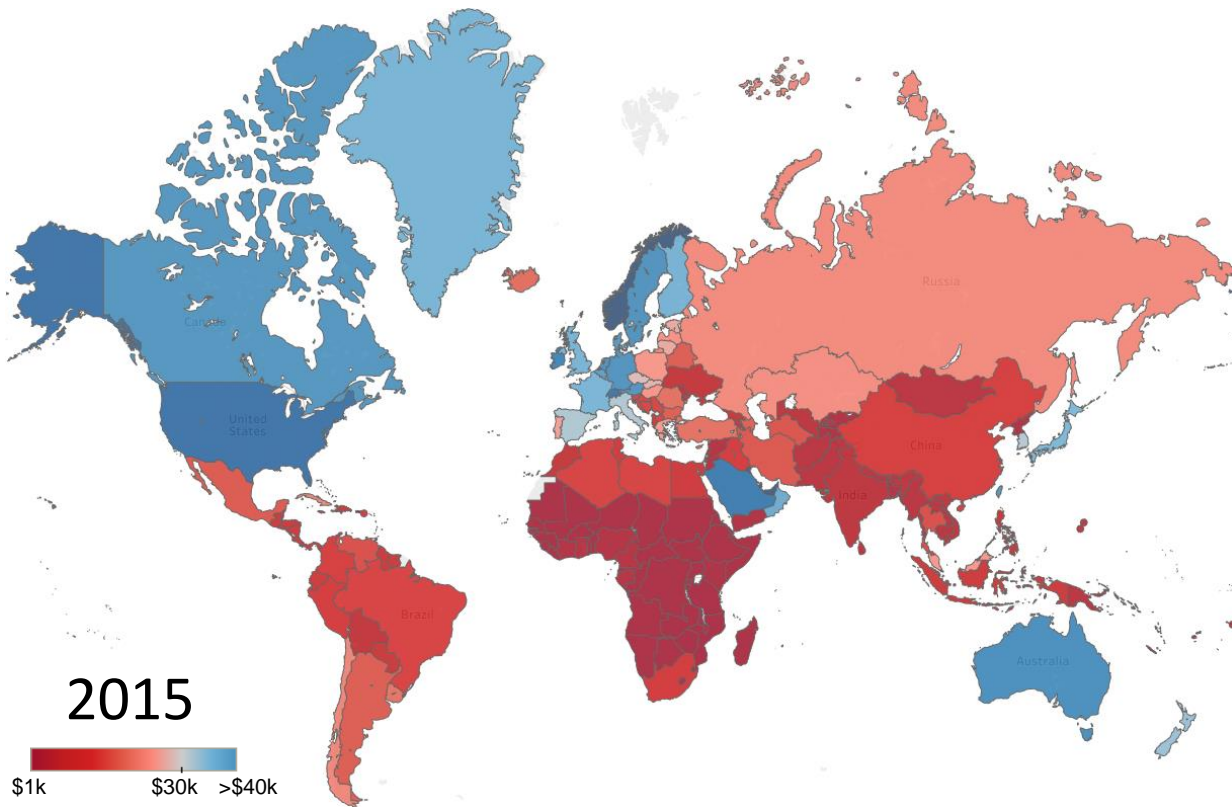 Canada
Russia
United
States
China
India
Brazil
Australia
2015
$1k $30k >$40k